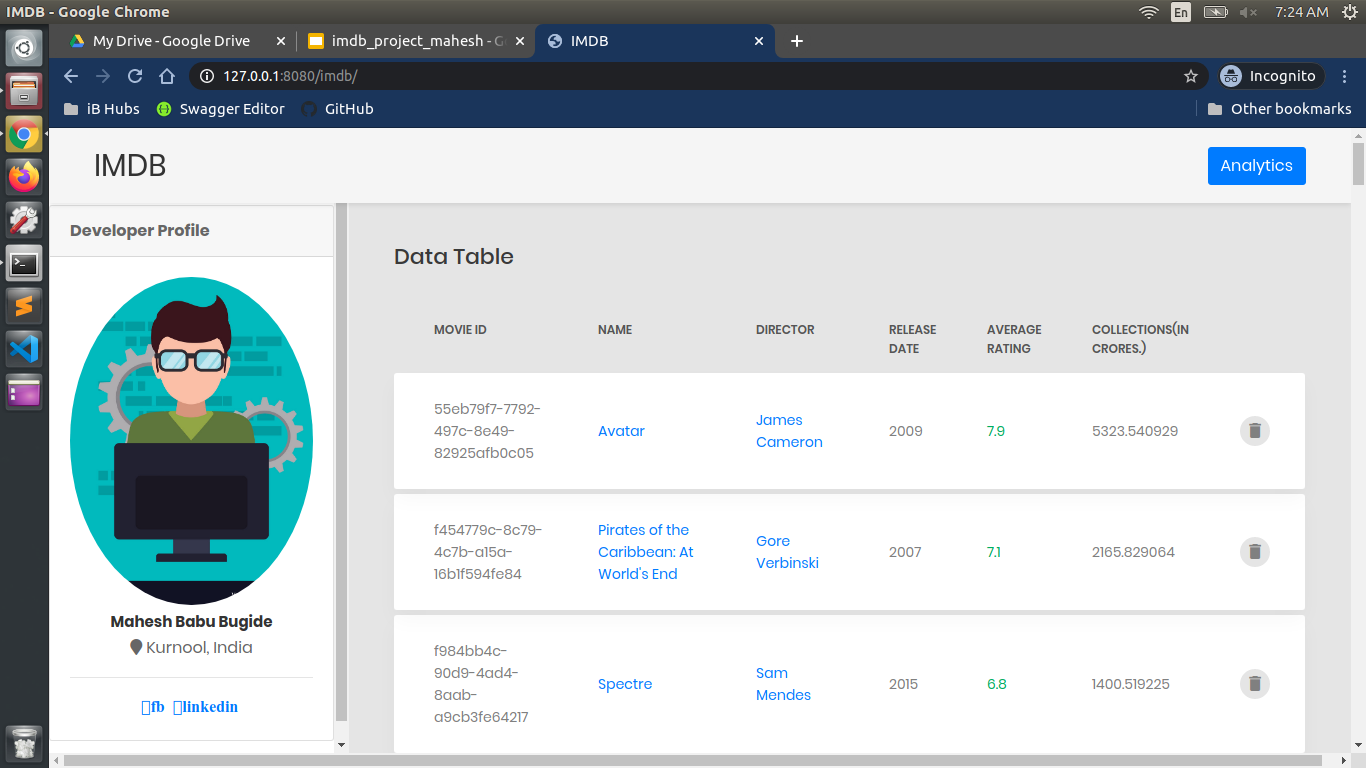 IMDB - Google Chrome
En
7:24 AM
My Drive - Google Drive
imdb_project_mahesh - G
IMDB
127.0.0.1:8080/imdb/
Incognito
iB Hubs
Swagger Editor
GitHub
Other bookmarks
IMDB
Analytics
Developer Profile
Mahesh Babu Bugide
Kurnool, India
fb linkedin
Data Table
MOVIE ID NAME DIRECTOR RELEASE AVERAGE COLLECTIONS(IN
DATE RATING CRORES.)
55eb79f7-7792-
497c-8e49-
82925afb0c05
Avatar
James
Cameron
2009
7.9
5323.540929
f454779c-8c79-
4c7b-a15a-
16b1f594fe84
Pirates of the
Caribbean: At
World's End
Gore
Verbinski
2007
7.1
2165.829064
f984bb4c-
90d9-4ad4-
8aab-
a9cb3fe64217
Spectre
Sam
Mendes
2015
6.8
1400.519225